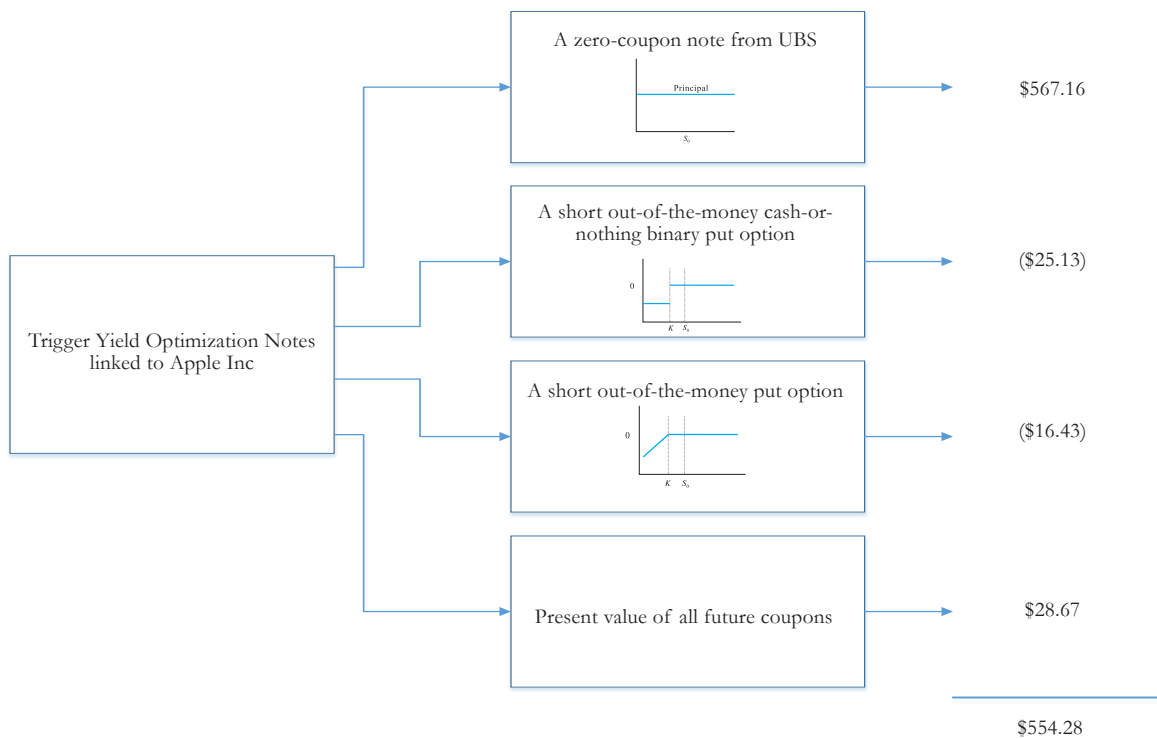 A zero-coupon note from UBS
Principal
S0
$567.16
A short out-of-the-money cash-or-
nothing binary put option
0
K S0
($25.13)
Trigger Yield Optimization Notes
linked to Apple Inc
A short out-of-the-money put option
0
K S0
($16.43)
Present value of all future coupons
$28.67
$554.28